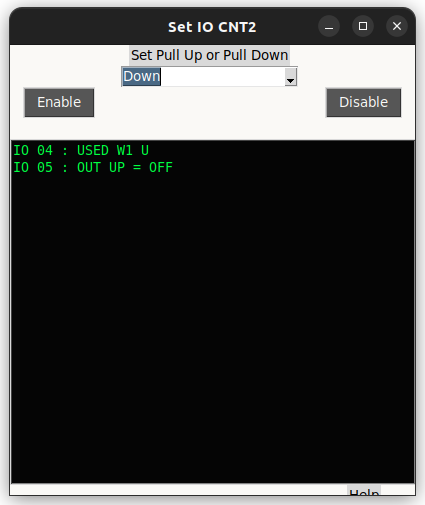 Set IO CNT2
Set Pull Up or Pull Down
Down
Enable
Disable
IO 04 : USED W1 U
IO 05 : OUT UP = OFF
Help